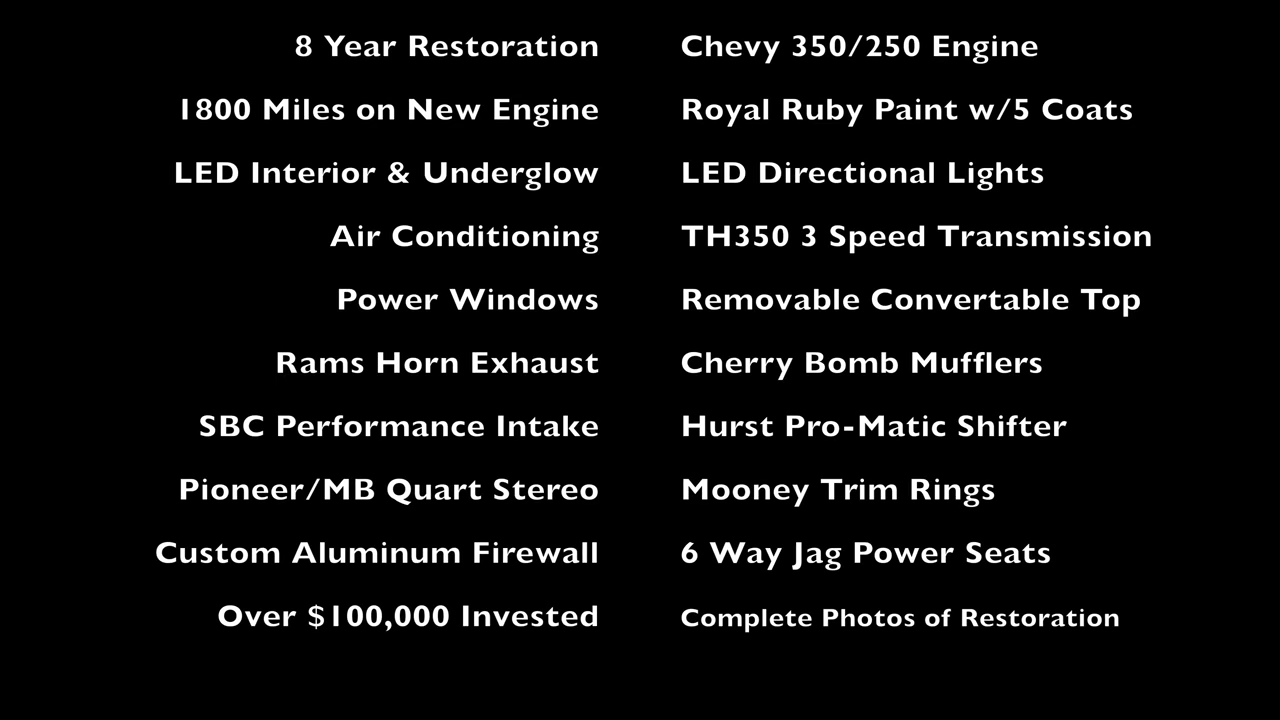 8 Year Restoration
Chevy 350/250 Engine
1800 Miles on New Engine
Royal Ruby Paint w/5 Coats
LED Interior & Underglow
LED Directional Lights
Air Conditioning
TH350 3 Speed Transmission
Power Windows
Removable Convertable Top
Rams Horn Exhaust
Cherry Bomb Mufflers
SBC Performance Intake
Hurst Pro-Matic Shifter
Pioneer/MB Quart Stereo
Mooney Trim Rings
Custom Aluminum Firewall
6 Way Jag Power Seats
Over $100,000 Invested
Complete Photos of Restoration